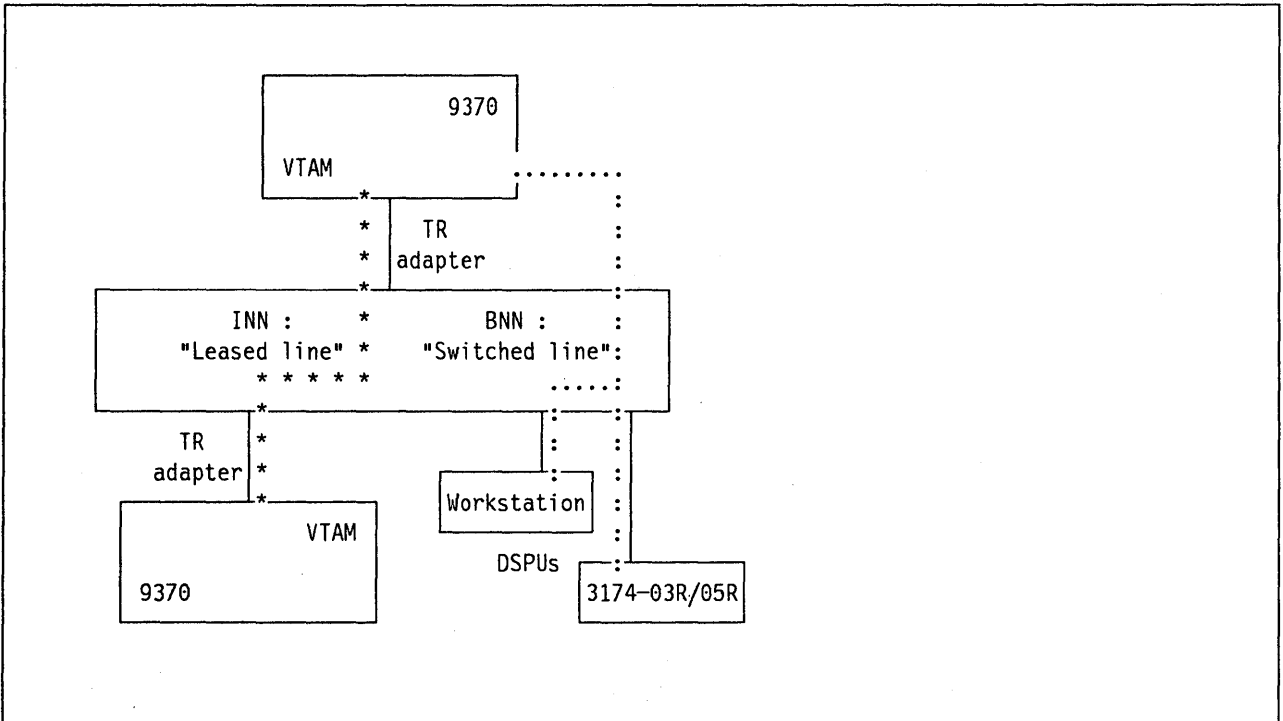 9370
VTAM
TR
adapter
INN : BNN :
"Leased line" "Switched line"
TR
adapter
Workstation
VTAM
DSPUs
9370
3174-03R/05R